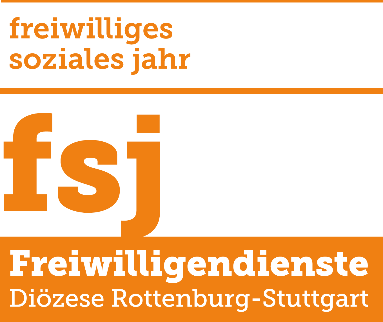 freiwilliges
soziales jahr
fsj
Freiwilligendienste
Diözese Rottenburg-Stuttgart